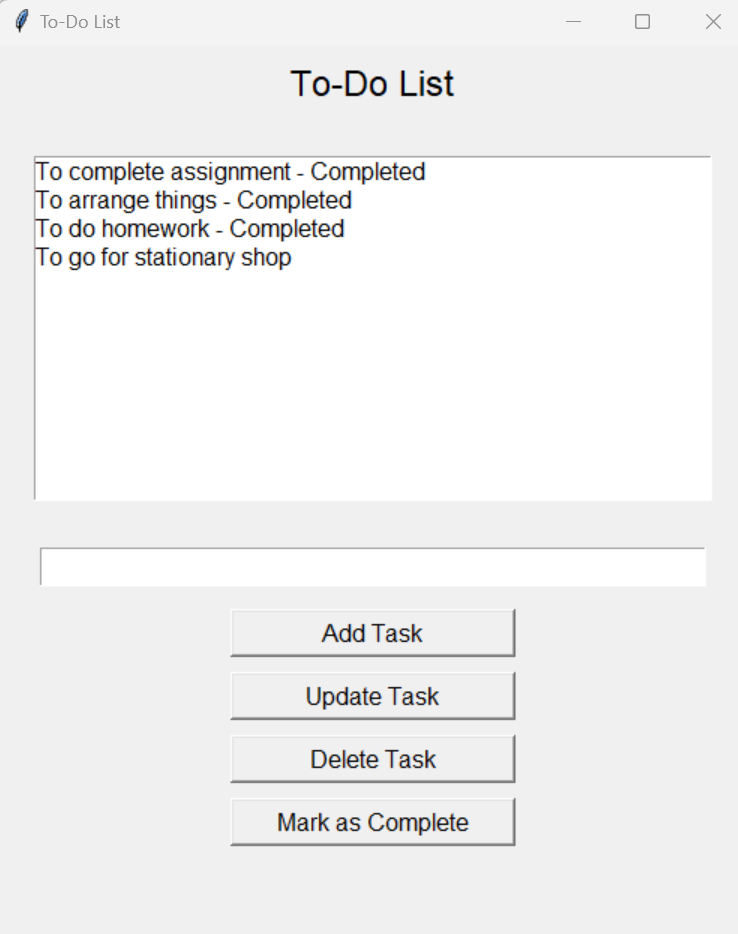 To-Do List
To-Do List
To complete assignment - Completed
To arrange things - Completed
To do homework - Completed
To go for stationary shop
Add Task
Update Task
Delete Task
Mark as Complete